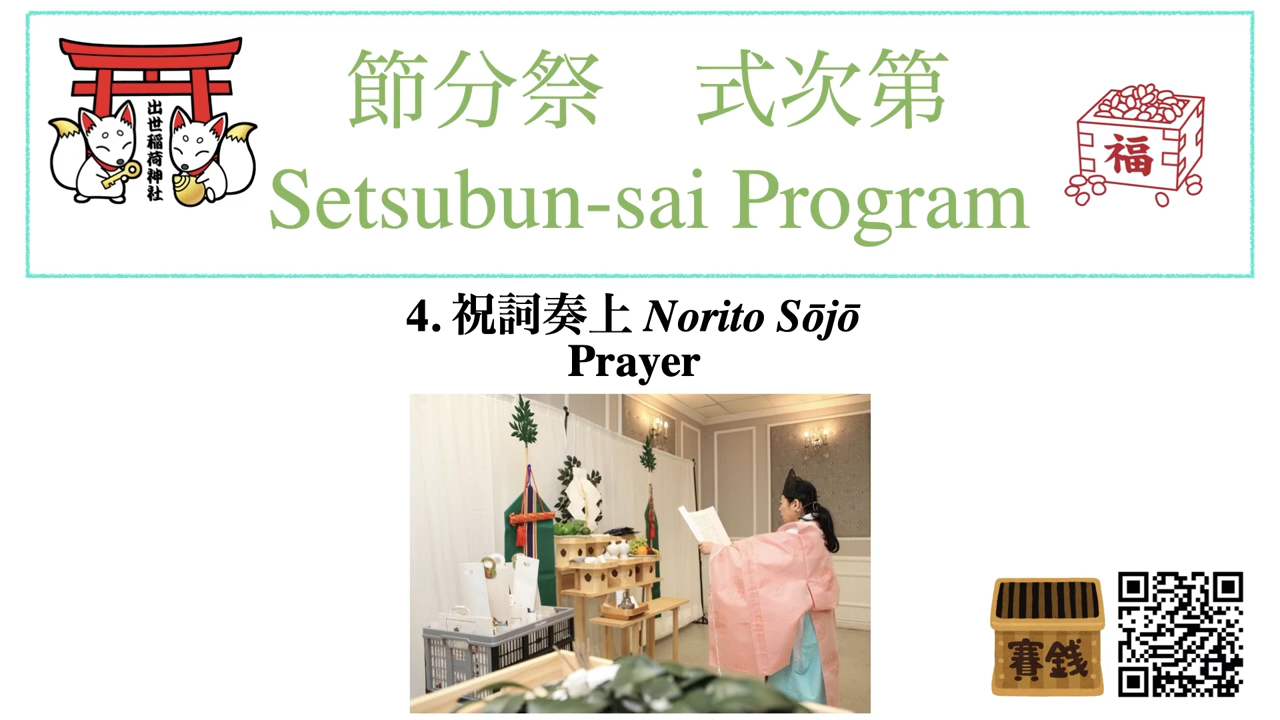 節分祭　式次第
Setsubun-sai Program
出世稲荷神社
福
4. 祝詞奏上 Norito Sōjō
Prayer
賽銭